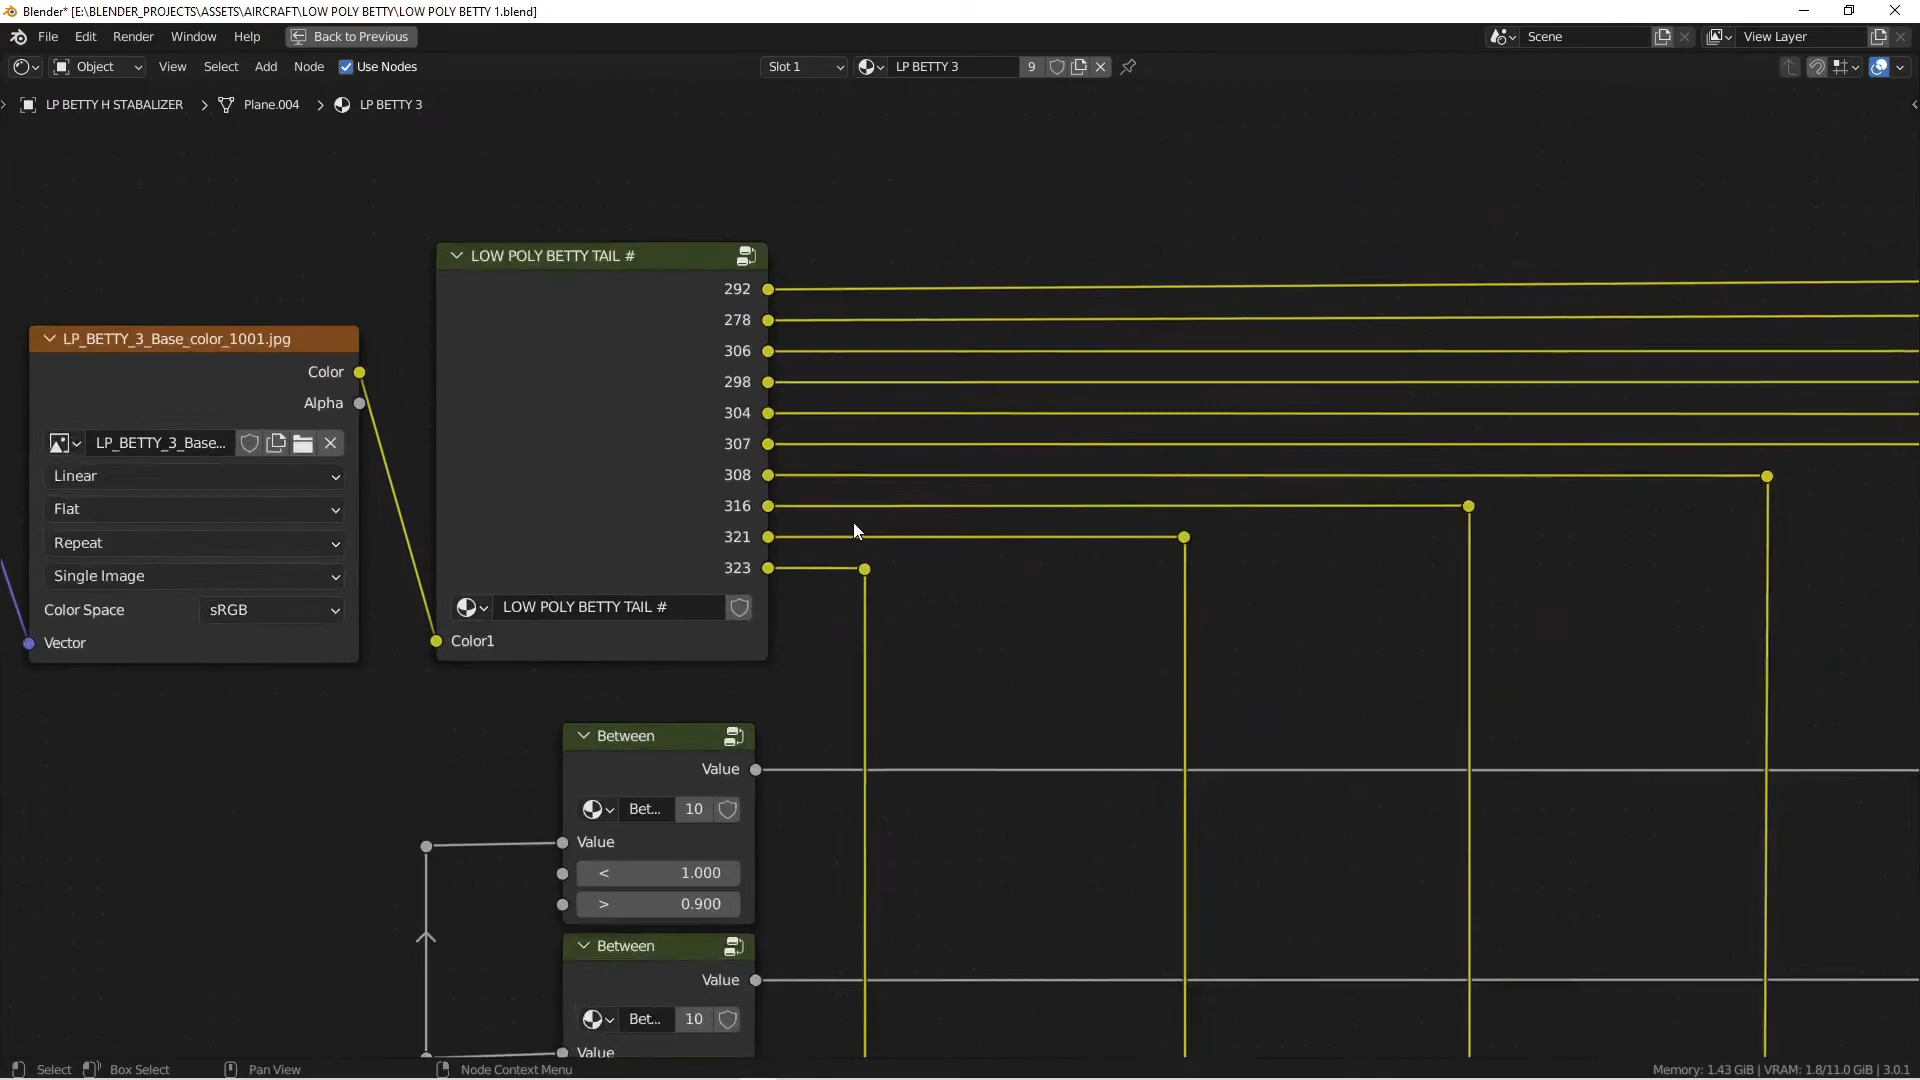 Blender* [E:\BLENDER_PROJECTS\ASSETS\AIRCRAFT\LOW POLY BETTY\LOW POLY BETTY 1.blend]
File Edit Render Window Help Back to Previous Scene View Layer
Object View Select Add Node Use Nodes Slot 1 LP BETTY 3 9
LP BETTY H STABALIZER Plane.004 LP BETTY 3
LOW POLY BETTY TAIL #
292
278
306
298
304
307
308
316
321
323
LOW POLY BETTY TAIL #
Color1
LP_BETTY_3_Base_color_1001.jpg
Color
Alpha
LP_BETTY_3_Base...
Linear
Flat
Repeat
Single Image
Color Space sRGB
Vector
Between
Value
Bet... 10
Value
< 1.000
> 0.900
Between
Value
Bet... 10
Value
Select Box Select Pan View Node Context Menu Memory: 1.43 GiB | VRAM: 1.8/11.0 GiB | 3.0.1